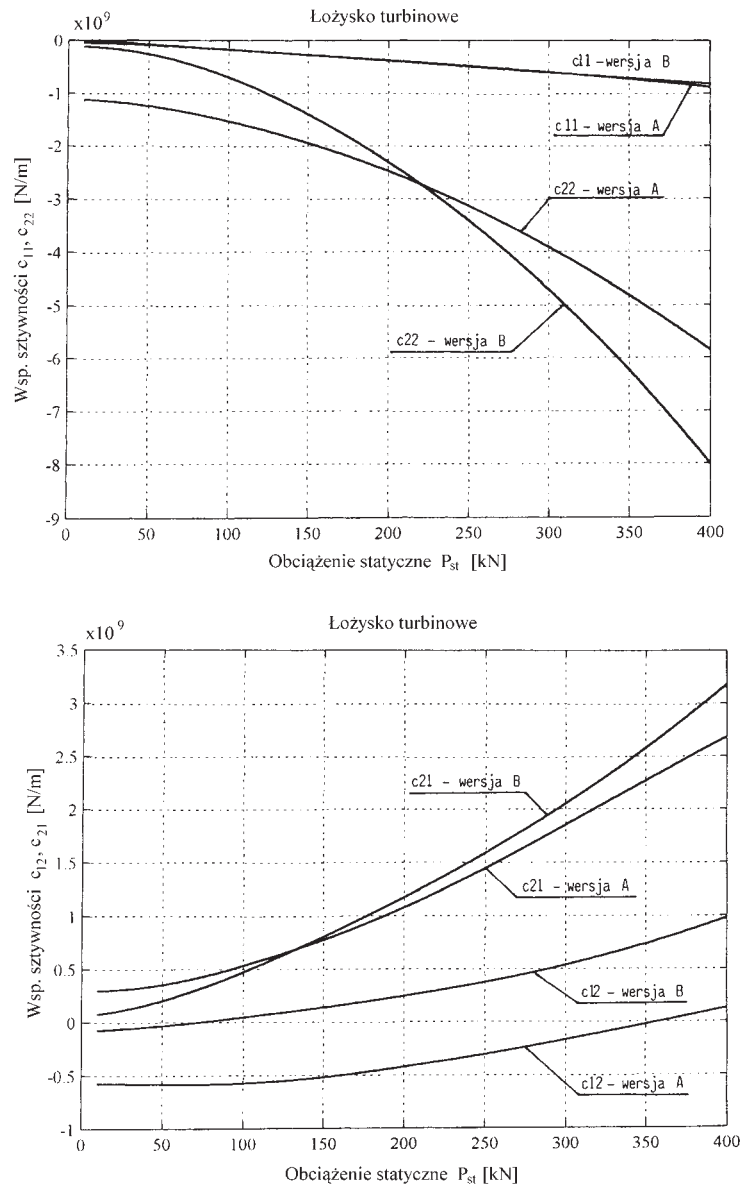 Łożysko turbinowe
x10⁹
0
-1
-2
-3
-4
-5
-6
-7
-8
-9
Wsp. sztywności c₁₁, c₂₂ [N/m]
c11 – wersja B
c11 – wersja A
c22 – wersja A
c22 – wersja B
0 50 100 150 200 250 300 350 400
Obciążenie statyczne Pst [kN]
Łożysko turbinowe
x10⁹
3.5
3
2.5
2
1.5
1
0.5
0
-0.5
-1
Wsp. sztywności c₁₂, c₂₁ [N/m]
c21 – wersja B
c21 – wersja A
c12 – wersja B
c12 – wersja A
0 50 100 150 200 250 300 350 400
Obciążenie statyczne Pst [kN]